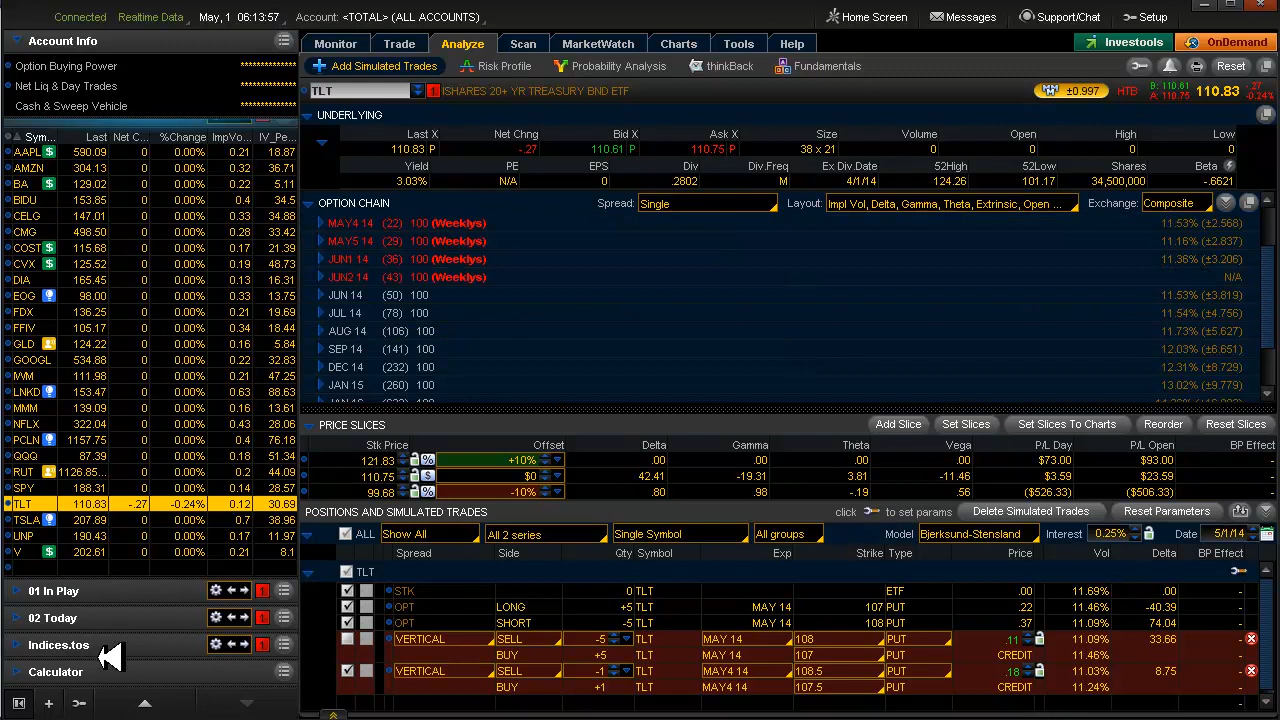 Connected Realtime Data May, 1 06:13:57 Account: <TOTAL> (ALL ACCOUNTS) Home Screen Messages Support/Chat Setup
Account Info
Option Buying Power **************
Net Liq & Day Trades **************
Cash & Sweep Vehicle **************
Sym... Last Net C... %Change ImpVo... IV_Pe...
AAPL $ 590.09 0 0.00% 0.21 18.87
AMZN 304.13 0 0.00% 0.32 36.71
BA $ 129.02 0 0.00% 0.22 5.11
BIDU 153.85 0 0.00% 0.4 34.5
CELG 147.01 0 0.00% 0.33 34.88
CMG 498.50 0 0.00% 0.28 33.42
COST $ 115.68 0 0.00% 0.17 21.39
CVX $ 125.52 0 0.00% 0.19 48.73
DIA 165.45 0 0.00% 0.13 16.31
EOG 98.00 0 0.00% 0.33 13.75
FDX 136.25 0 0.00% 0.21 19.69
FFIV 105.17 0 0.00% 0.34 18.44
GLD 124.22 0 0.00% 0.16 5.84
GOOGL 534.88 0 0.00% 0.22 32.83
IWM 111.98 0 0.00% 0.21 47.25
LNKD 153.47 0 0.00% 0.63 88.63
MMM 139.09 0 0.00% 0.16 13.61
NFLX 322.04 0 0.00% 0.43 28.06
PCLN 1157.75 0 0.00% 0.4 76.18
QQQ 87.39 0 0.00% 0.18 51.34
RUT 1126.85... 0 0.00% 0.2 44.09
SPY 188.31 0 0.00% 0.14 28.57
TLT 110.83 -.27 -0.24% 0.12 30.69
TSLA 207.89 0 0.00% 0.7 38.96
UNP 190.43 0 0.00% 0.17 11.97
V $ 202.61 0 0.00% 0.21 8.1
01 In Play 1
02 Today 1
Indices.tos 1
Calculator
Monitor Trade Analyze Scan MarketWatch Charts Tools Help Investools OnDemand
Add Simulated Trades Risk Profile Probability Analysis thinkBack Fundamentals Reset
TLT 1 ISHARES 20+ YR TREASURY BND ETF ±0.997 HTB B: 110.61 A: 110.75 110.83 -.27 -0.24%
UNDERLYING
Last X Net Chng Bid X Ask X Size Volume Open High Low
110.83 P -.27 110.61 P 110.75 P 38 x 21 0 0 0 0
Yield PE EPS Div Div.Freq Ex Div.Date 52High 52Low Shares Beta
3.03% N/A 0 .2802 M 4/1/14 124.26 101.17 34,500,000 -.6621
OPTION CHAIN Spread: Single Layout: Impl Vol, Delta, Gamma, Theta, Extrinsic, Open ... Exchange: Composite
MAY4 14 (22) 100 (Weeklys) 11.53% (±2.568)
MAY5 14 (29) 100 (Weeklys) 11.16% (±2.837)
JUN1 14 (36) 100 (Weeklys) 11.36% (±3.206)
JUN2 14 (43) 100 (Weeklys) N/A
JUN 14 (50) 100 11.53% (±3.819)
JUL 14 (78) 100 11.54% (±4.756)
AUG 14 (106) 100 11.73% (±5.627)
SEP 14 (141) 100 12.03% (±6.651)
DEC 14 (232) 100 12.31% (±8.729)
JAN 15 (260) 100 13.02% (±9.779)
PRICE SLICES Add Slice Set Slices Set Slices To Charts Reorder Reset Slices
Stk Price Offset Delta Gamma Theta Vega P/L Day P/L Open BP Effect
121.83 % +10% .00 .00 .00 .00 $73.00 $93.00
110.75 $ $0 42.41 -19.31 3.81 -11.46 $3.59 $23.59
99.68 % -10% .80 .98 -.19 .56 ($526.33) ($506.33)
POSITIONS AND SIMULATED TRADES click to set params Delete Simulated Trades Reset Parameters
ALL Show All All 2 series Single Symbol All groups Model Bjerksund-Stensland Interest 0.25% Date 5/1/14
Spread Side Qty Symbol Exp Strike Type Price Vol Delta BP Effect
TLT
STK 0 TLT ETF .00 11.69% .00 -
OPT LONG +5 TLT MAY 14 107 PUT .22 11.46% -40.39 -
OPT SHORT -5 TLT MAY 14 108 PUT .37 11.09% 74.04 -
VERTICAL SELL -5 TLT MAY 14 108 PUT .11 11.09% 33.66 -
BUY +5 TLT MAY 14 107 PUT CREDIT 11.46%
VERTICAL SELL -1 TLT MAY4 14 108.5 PUT .18 11.03% 8.75 -
BUY +1 TLT MAY4 14 107.5 PUT CREDIT 11.24%